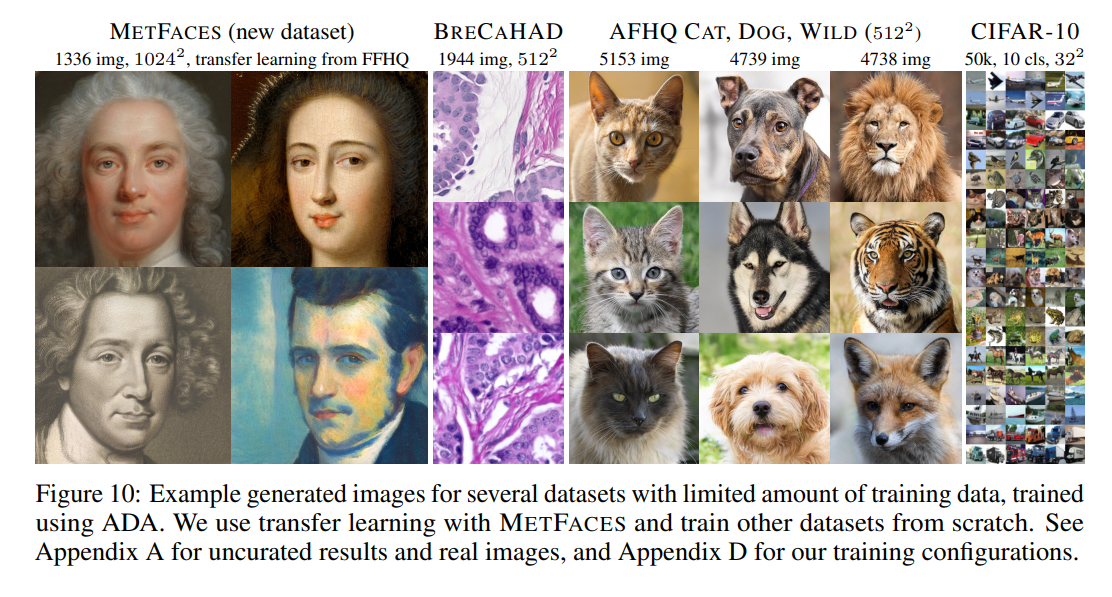 METFACES (new dataset)
1336 img, 1024², transfer learning from FFHQ
BRECAHAD
1944 img, 512²
AFHQ CAT, DOG, WILD (512²)
5153 img
4739 img
4738 img
CIFAR-10
50k, 10 cls, 32²
Figure 10: Example generated images for several datasets with limited amount of training data, trained
using ADA. We use transfer learning with METFACES and train other datasets from scratch. See
Appendix A for uncurated results and real images, and Appendix D for our training configurations.